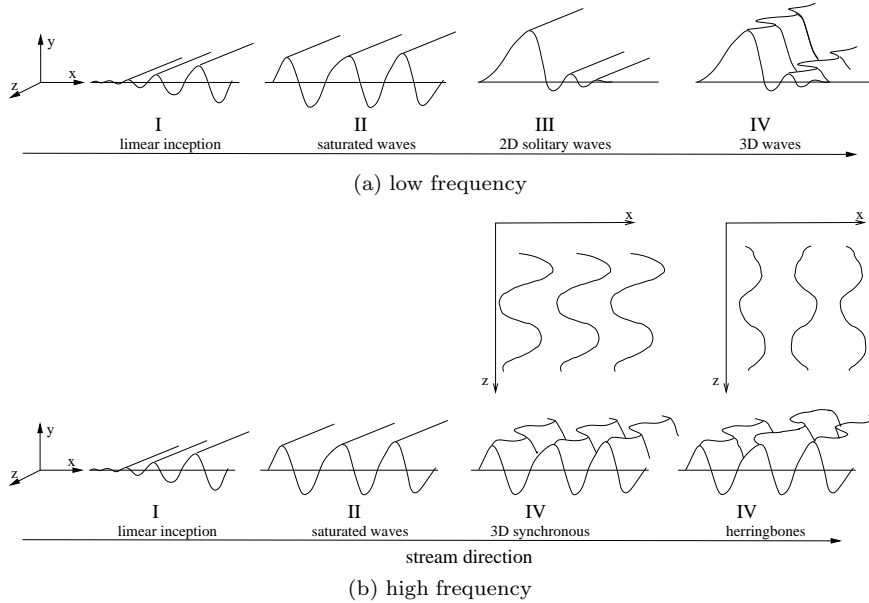 y
z
x
I
II
III
IV
limear inception
saturated waves
2D solitary waves
3D waves
(a) low frequency
x
x
z
z
y
z
x
I
II
IV
IV
limear inception
saturated waves
3D synchronous
herringbones
stream direction
(b) high frequency